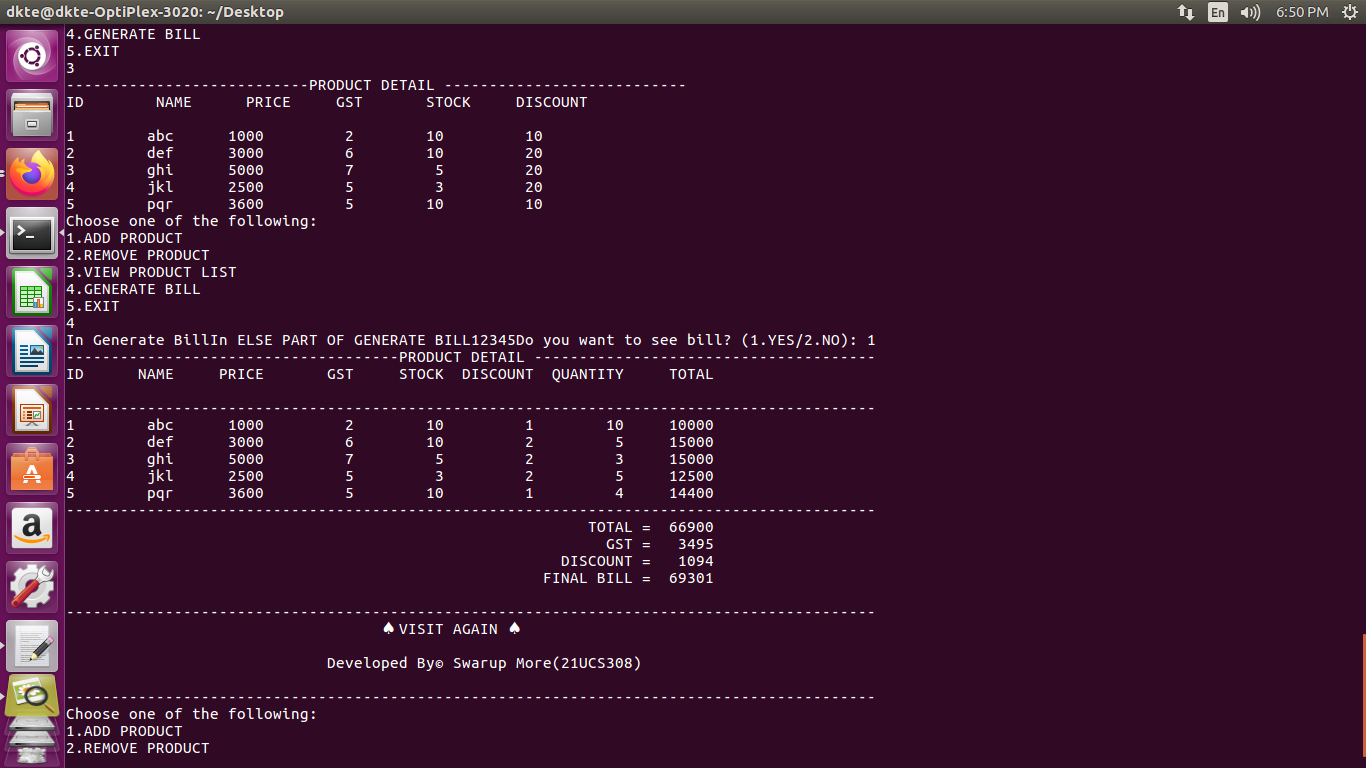 dkte@dkte-OptiPlex-3020: ~/Desktop En 6:50 PM
4.GENERATE BILL
5.EXIT
3
---------------------------PRODUCT DETAIL ---------------------------
ID NAME PRICE GST STOCK DISCOUNT
1 abc 1000 2 10 10
2 def 3000 6 10 20
3 ghi 5000 7 5 20
4 jkl 2500 5 3 20
5 pqr 3600 5 10 10
Choose one of the following:
1.ADD PRODUCT
2.REMOVE PRODUCT
3.VIEW PRODUCT LIST
4.GENERATE BILL
5.EXIT
4
In Generate BillIn ELSE PART OF GENERATE BILL12345Do you want to see bill? (1.YES/2.NO): 1
-------------------------------------PRODUCT DETAIL --------------------------------------
ID NAME PRICE GST STOCK DISCOUNT QUANTITY TOTAL
------------------------------------------------------------------------------------------
1 abc 1000 2 10 1 10 10000
2 def 3000 6 10 2 5 15000
3 ghi 5000 7 5 2 3 15000
4 jkl 2500 5 3 2 5 12500
5 pqr 3600 5 10 1 4 14400
------------------------------------------------------------------------------------------
TOTAL = 66900
GST = 3495
DISCOUNT = 1094
FINAL BILL = 69301
------------------------------------------------------------------------------------------
♠VISIT AGAIN ♠
Developed By© Swarup More(21UCS308)
------------------------------------------------------------------------------------------
Choose one of the following:
1.ADD PRODUCT
2.REMOVE PRODUCT